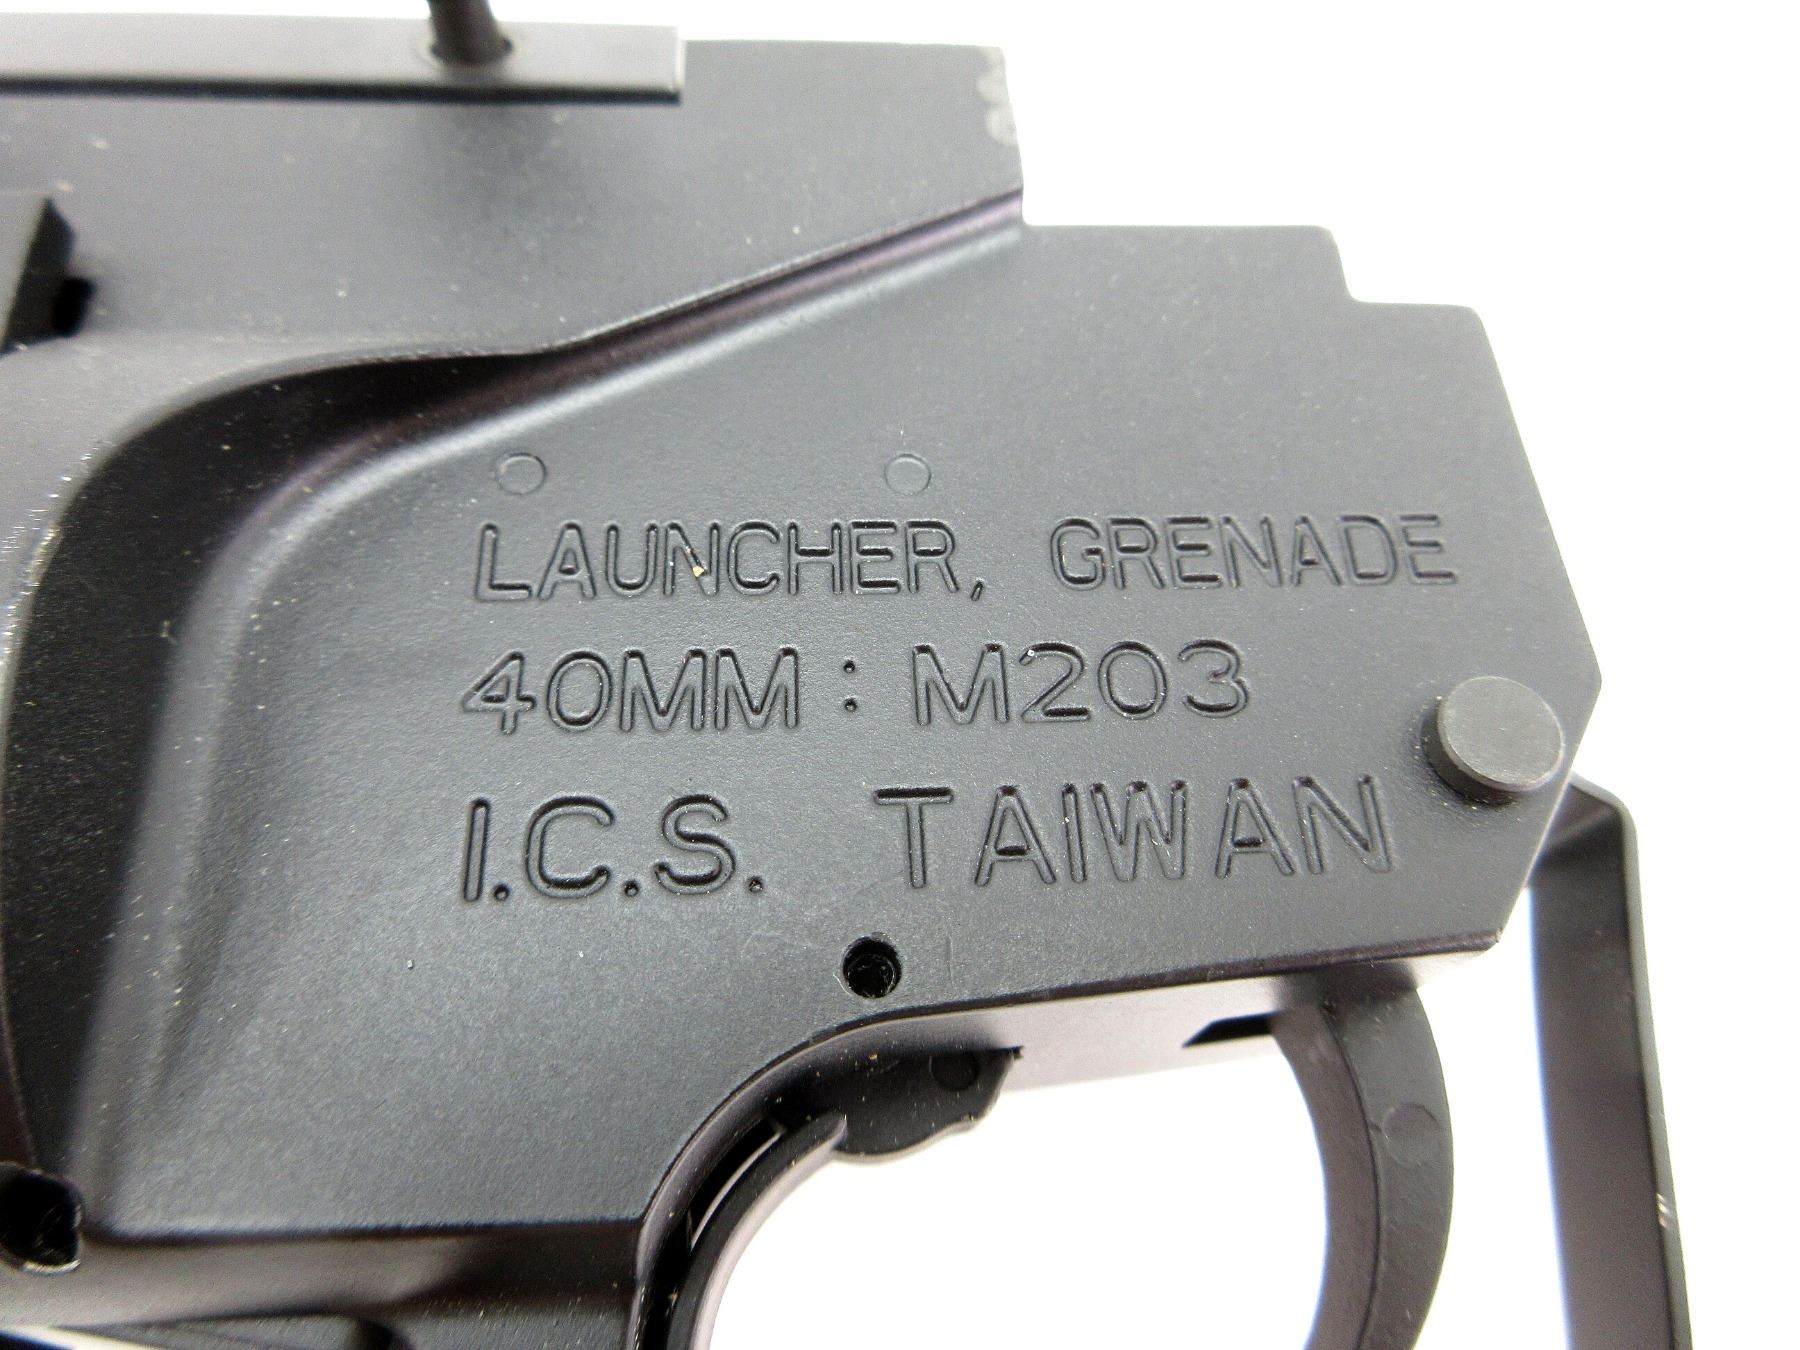 LAUNCHER, GRENADE
40MM : M203
I.C.S. TAIWAN